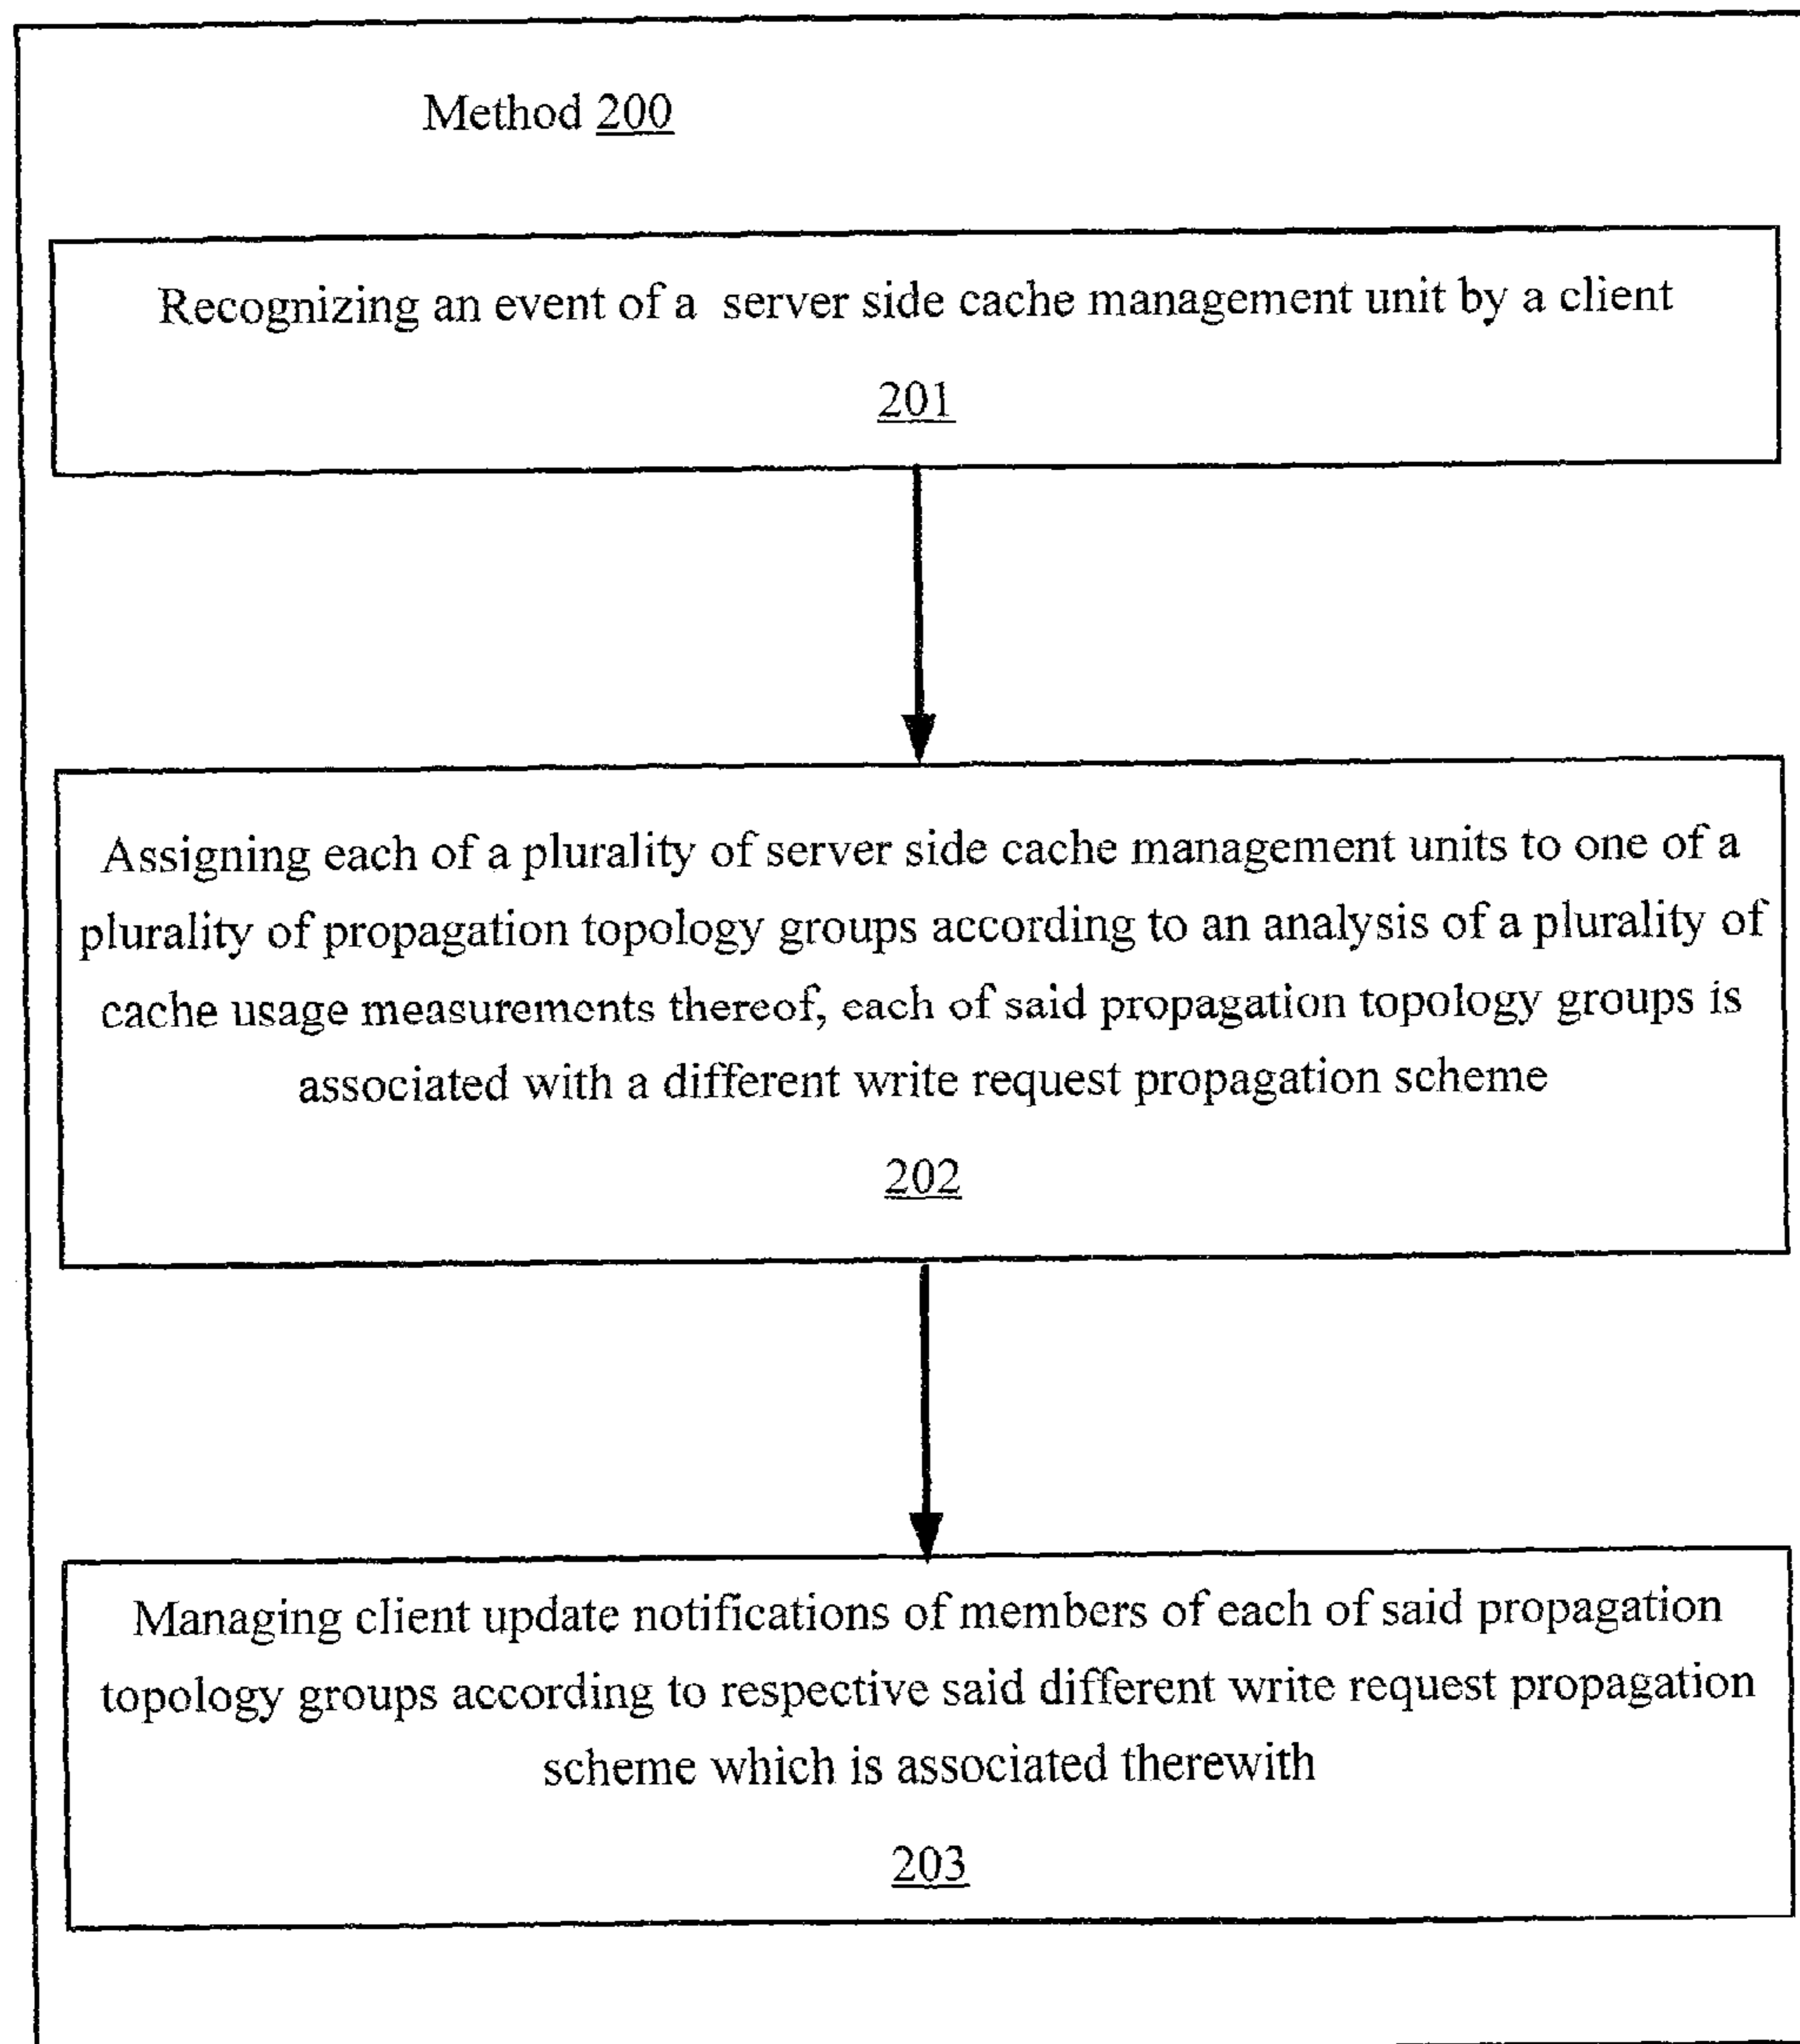 Method 200
Recognizing an event of a server side cache management unit by a client
201
Assigning each of a plurality of server side cache management units to one of a
plurality of propagation topology groups according to an analysis of a plurality of
cache usage measurements thereof, each of said propagation topology groups is
associated with a different write request propagation scheme
202
Managing client update notifications of members of each of said propagation
topology groups according to respective said different write request propagation
scheme which is associated therewith
203